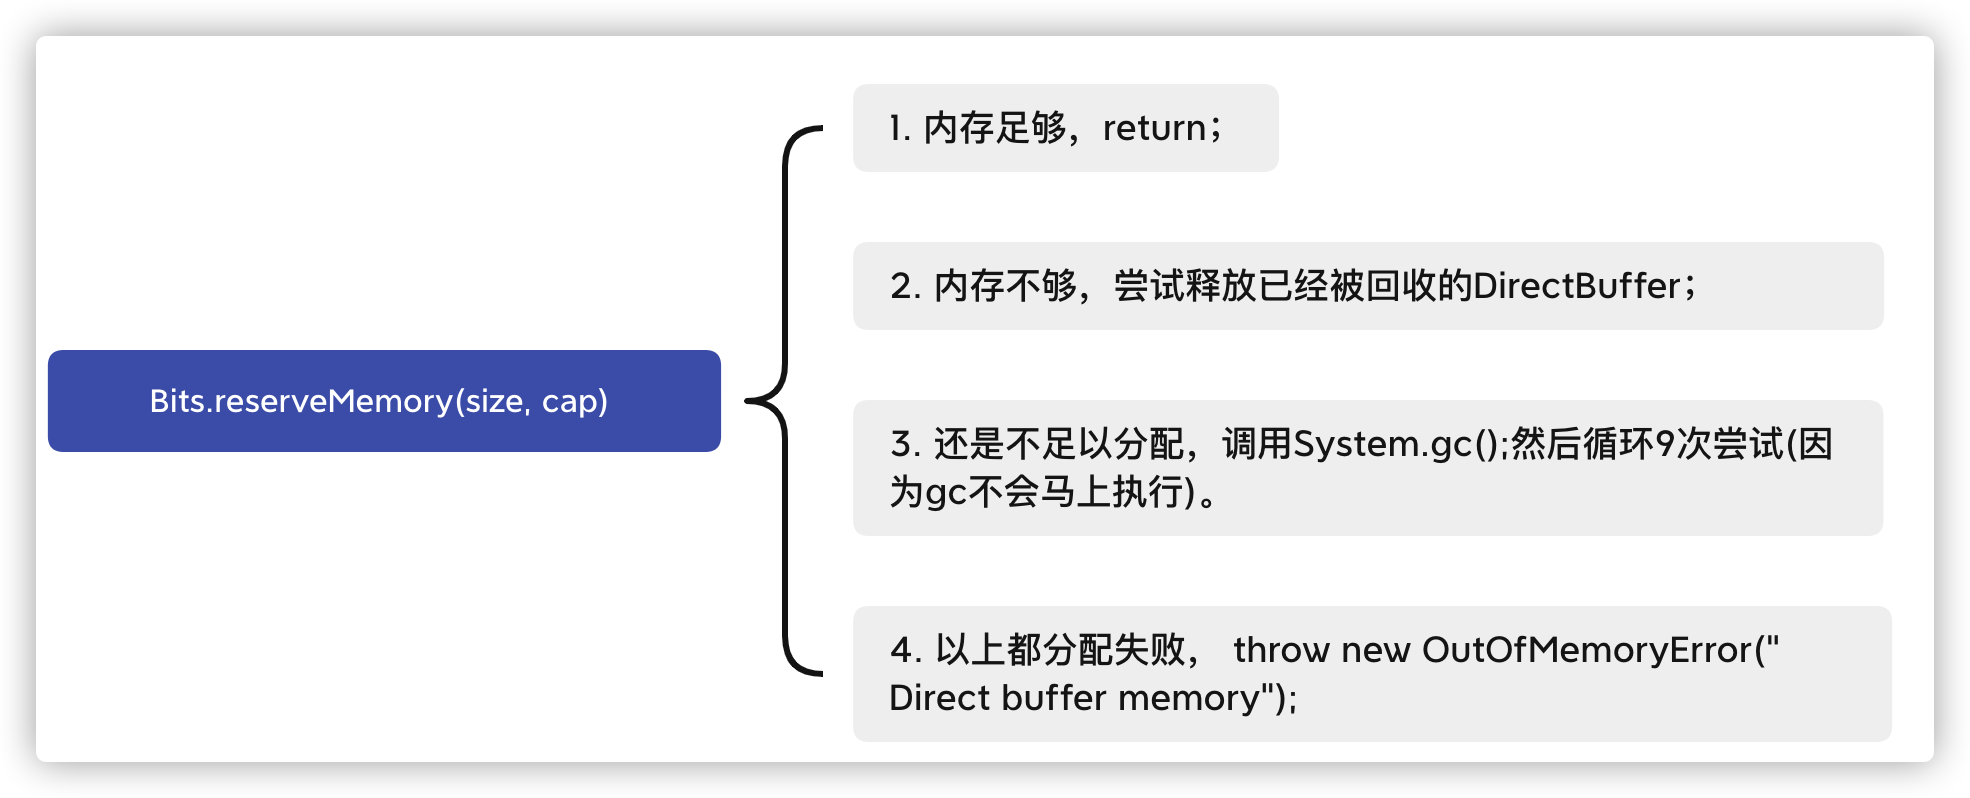 Bits.reserveMemory(size, cap)
1. 内存足够，return；
2. 内存不够，尝试释放已经被回收的DirectBuffer；
3. 还是不足以分配，调用System.gc();然后循环9次尝试(因
为gc不会马上执行)。
4. 以上都分配失败， throw new OutOfMemoryError("
Direct buffer memory");